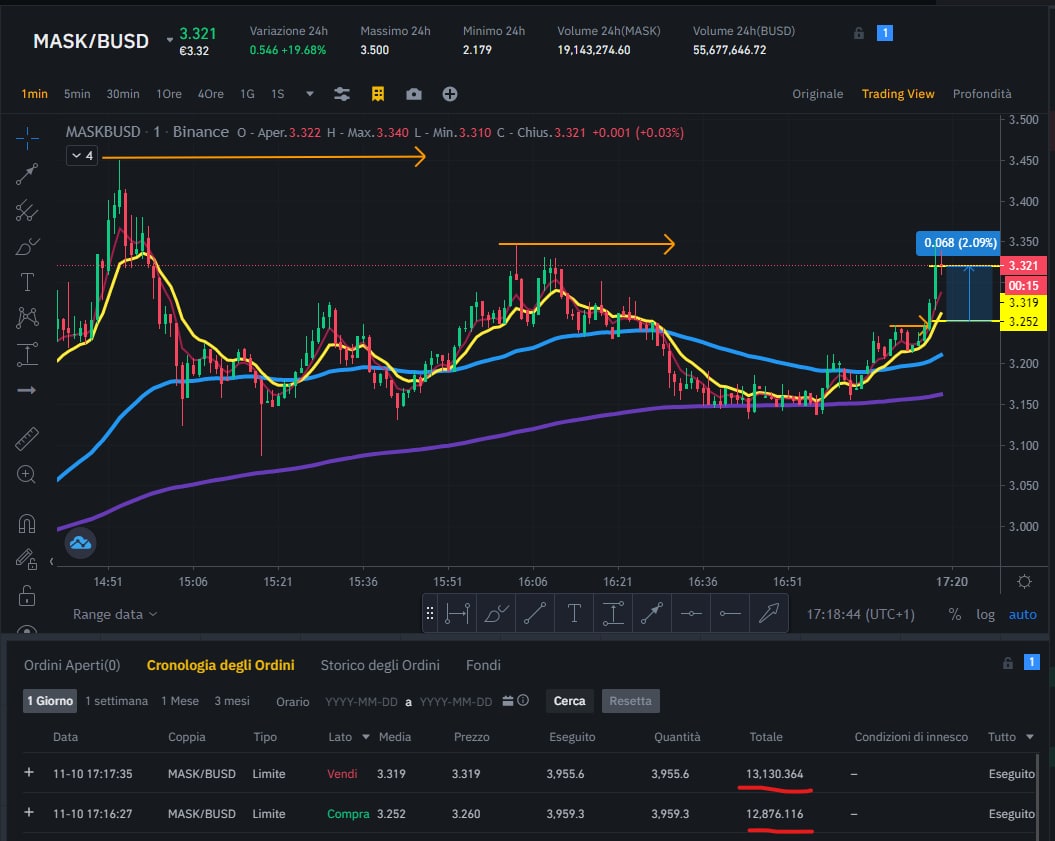 MASK/BUSD
3.321
€3.32
Variazione 24h
0.546 +19.68%
Massimo 24h
3.500
Minimo 24h
2.179
Volume 24h(MASK)
19,143,274.60
Volume 24h(BUSD)
55,677,646.72
1
1min 5min 30min 1Ore 4Ore 1G 1S
Originale Trading View Profondità
MASKBUSD · 1 · Binance O - Aper.3.322 H - Max.3.340 L - Min.3.310 C - Chius.3.321 +0.001 (+0.03%)
4
3.500
3.450
3.400
3.350
0.068 (2.09%)
3.321
00:15
3.319
3.252
3.200
3.150
3.100
3.050
3.000
14:51 15:06 15:21 15:36 15:51 16:06 16:21 16:36 16:51 17:20
Range data
T
17:18:44 (UTC+1) % log auto
Ordini Aperti(0) Cronologia degli Ordini Storico degli Ordini Fondi
1
1 Giorno 1 settimana 1 Mese 3 mesi Orario YYYY-MM-DD a YYYY-MM-DD Cerca Resetta
Data Coppia Tipo Lato Media Prezzo Eseguito Quantità Totale Condizioni di innesco Tutto
+ 11-10 17:17:35 MASK/BUSD Limite Vendi 3.319 3.319 3,955.6 3,955.6 13,130.364 – Eseguito
+ 11-10 17:16:27 MASK/BUSD Limite Compra 3.252 3.260 3,959.3 3,959.3 12,876.116 – Eseguito